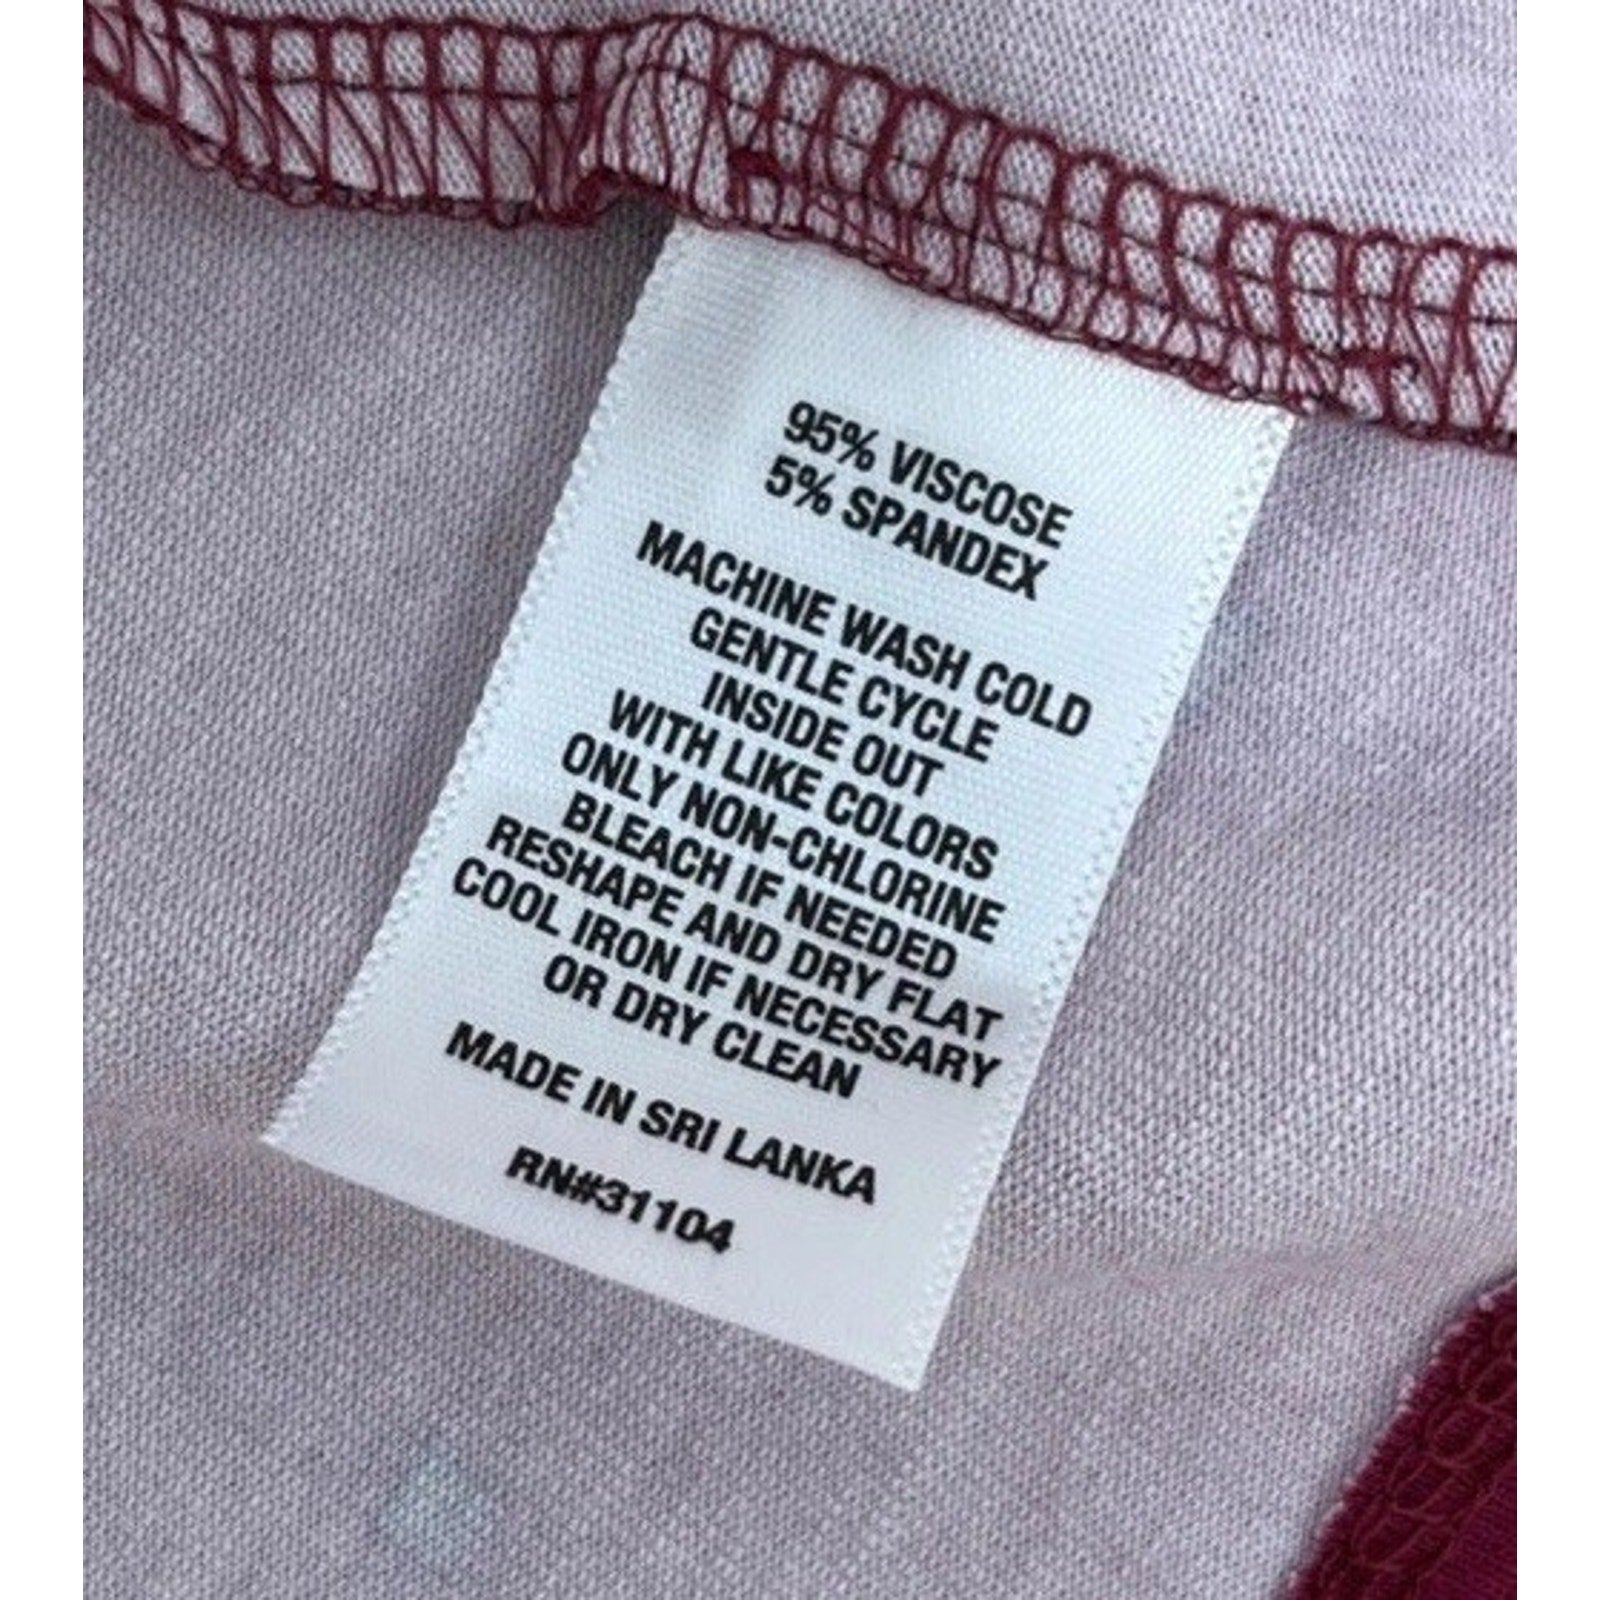 95% VISCOSE
5% SPANDEX
MACHINE WASH COLD
GENTLE CYCLE
INSIDE OUT
WITH LIKE COLORS
ONLY NON-CHLORINE
BLEACH IF NEEDED
RESHAPE AND DRY FLAT
COOL IRON IF NECESSARY
OR DRY CLEAN
MADE IN SRI LANKA
RN#31104